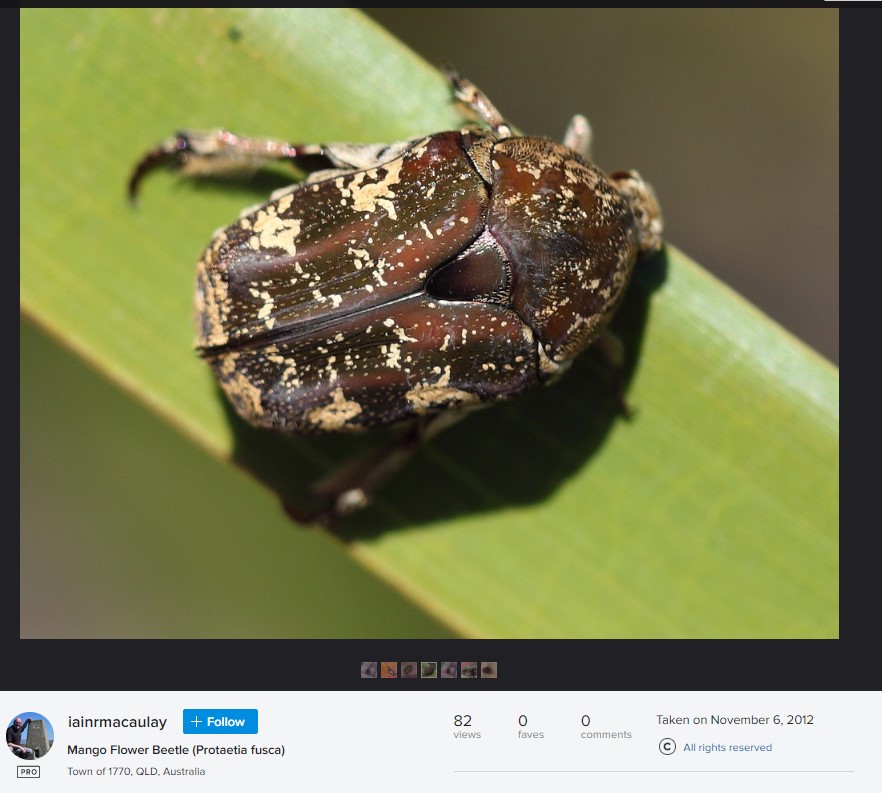 iainrmacaulay
+ Follow
Mango Flower Beetle (Protaetia fusca)
PRO
Town of 1770, QLD, Australia
82
views
0
faves
0
comments
Taken on November 6, 2012
© All rights reserved